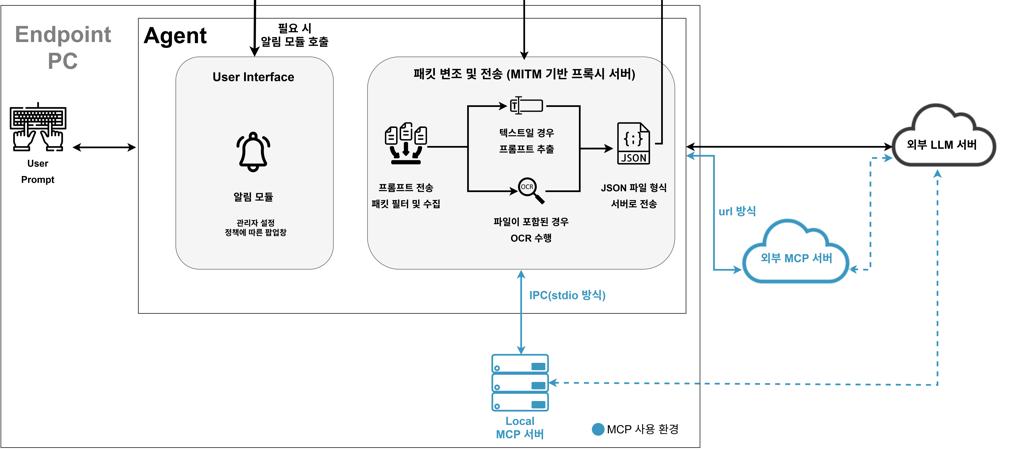 Endpoint
PC
Agent
필요 시
알림 모듈 호출
User Interface
알림 모듈
관리자 설정
정책에 따른 팝업창
패킷 변조 및 전송 (MITM 기반 프록시 서버)
프롬프트 전송
패킷 필터 및 수집
T
텍스트일 경우
프롬프트 추출
OCR
파일이 포함된 경우
OCR 수행
{;}
JSON
JSON 파일 형식
서버로 전송
User
Prompt
외부 LLM 서버
url 방식
외부 MCP 서버
IPC(stdio 방식)
Local
MCP 서버
MCP 사용 환경